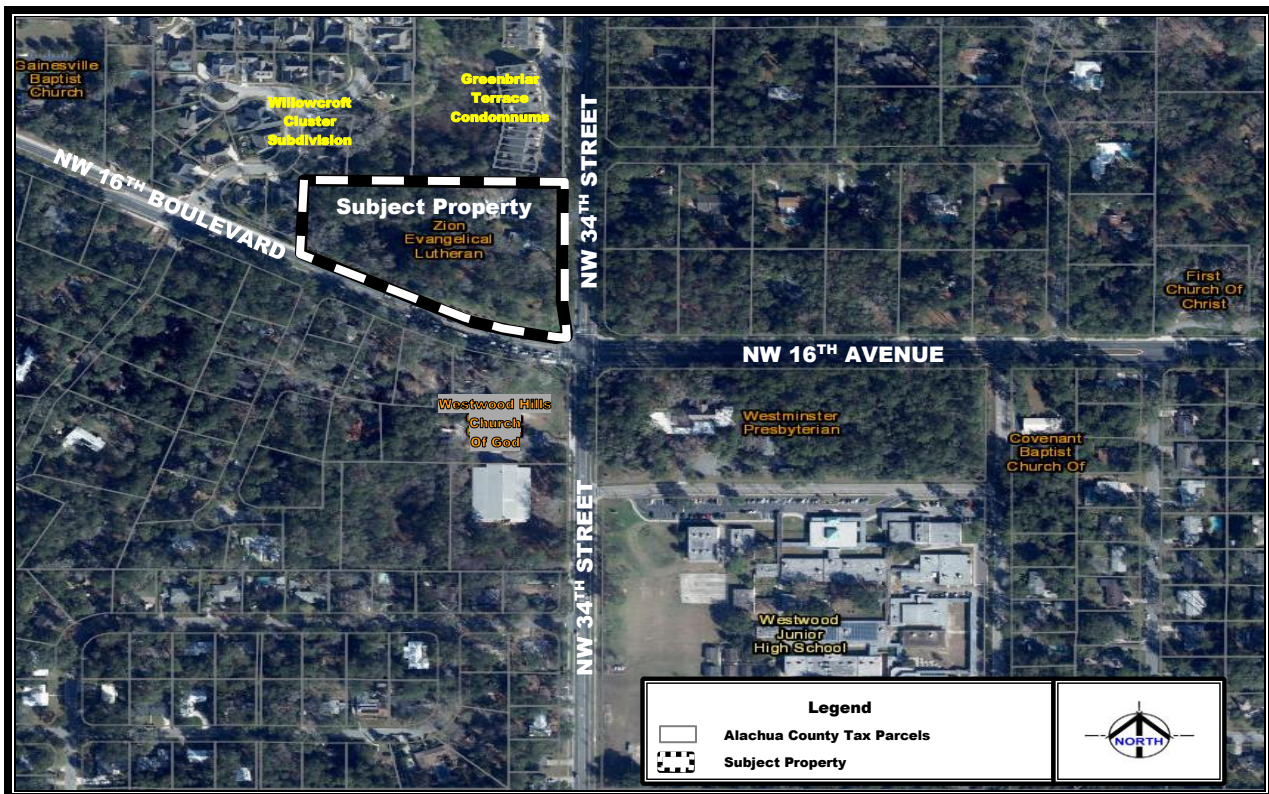 Gainesville
Baptist
Church
Willowcroft
Cluster
Subdivision
Greenbriar
Terrace
Condomnums
NW 16TH BOULEVARD
NW 34TH STREET
Subject Property
Zion
Evangelical
Lutheran
First
Church Of
Christ
NW 16TH AVENUE
Westwood Hills
Church
Of God
Westminster
Presbyterian
Covenant
Baptist
Church Of
NW 34TH STREET
Westwood
Junior
High School
Legend
Alachua County Tax Parcels
Subject Property
NORTH